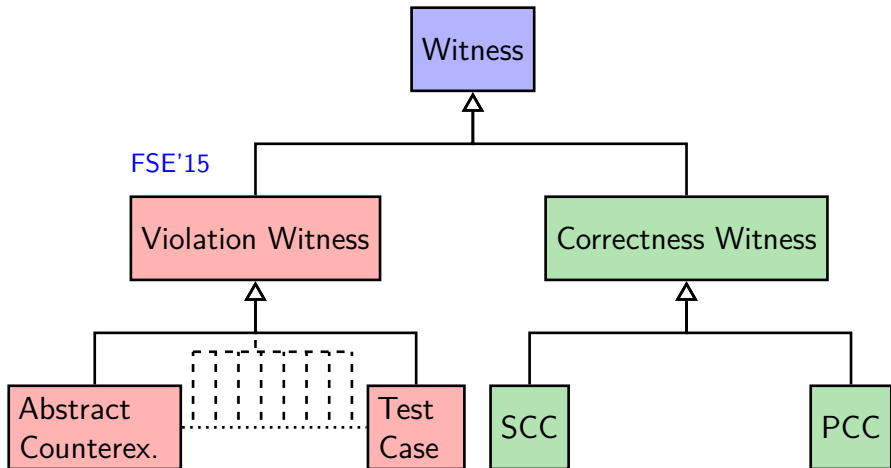 Witness
FSE'15
Violation Witness
Correctness Witness
Abstract
Counterex.
Test
Case
SCC
PCC